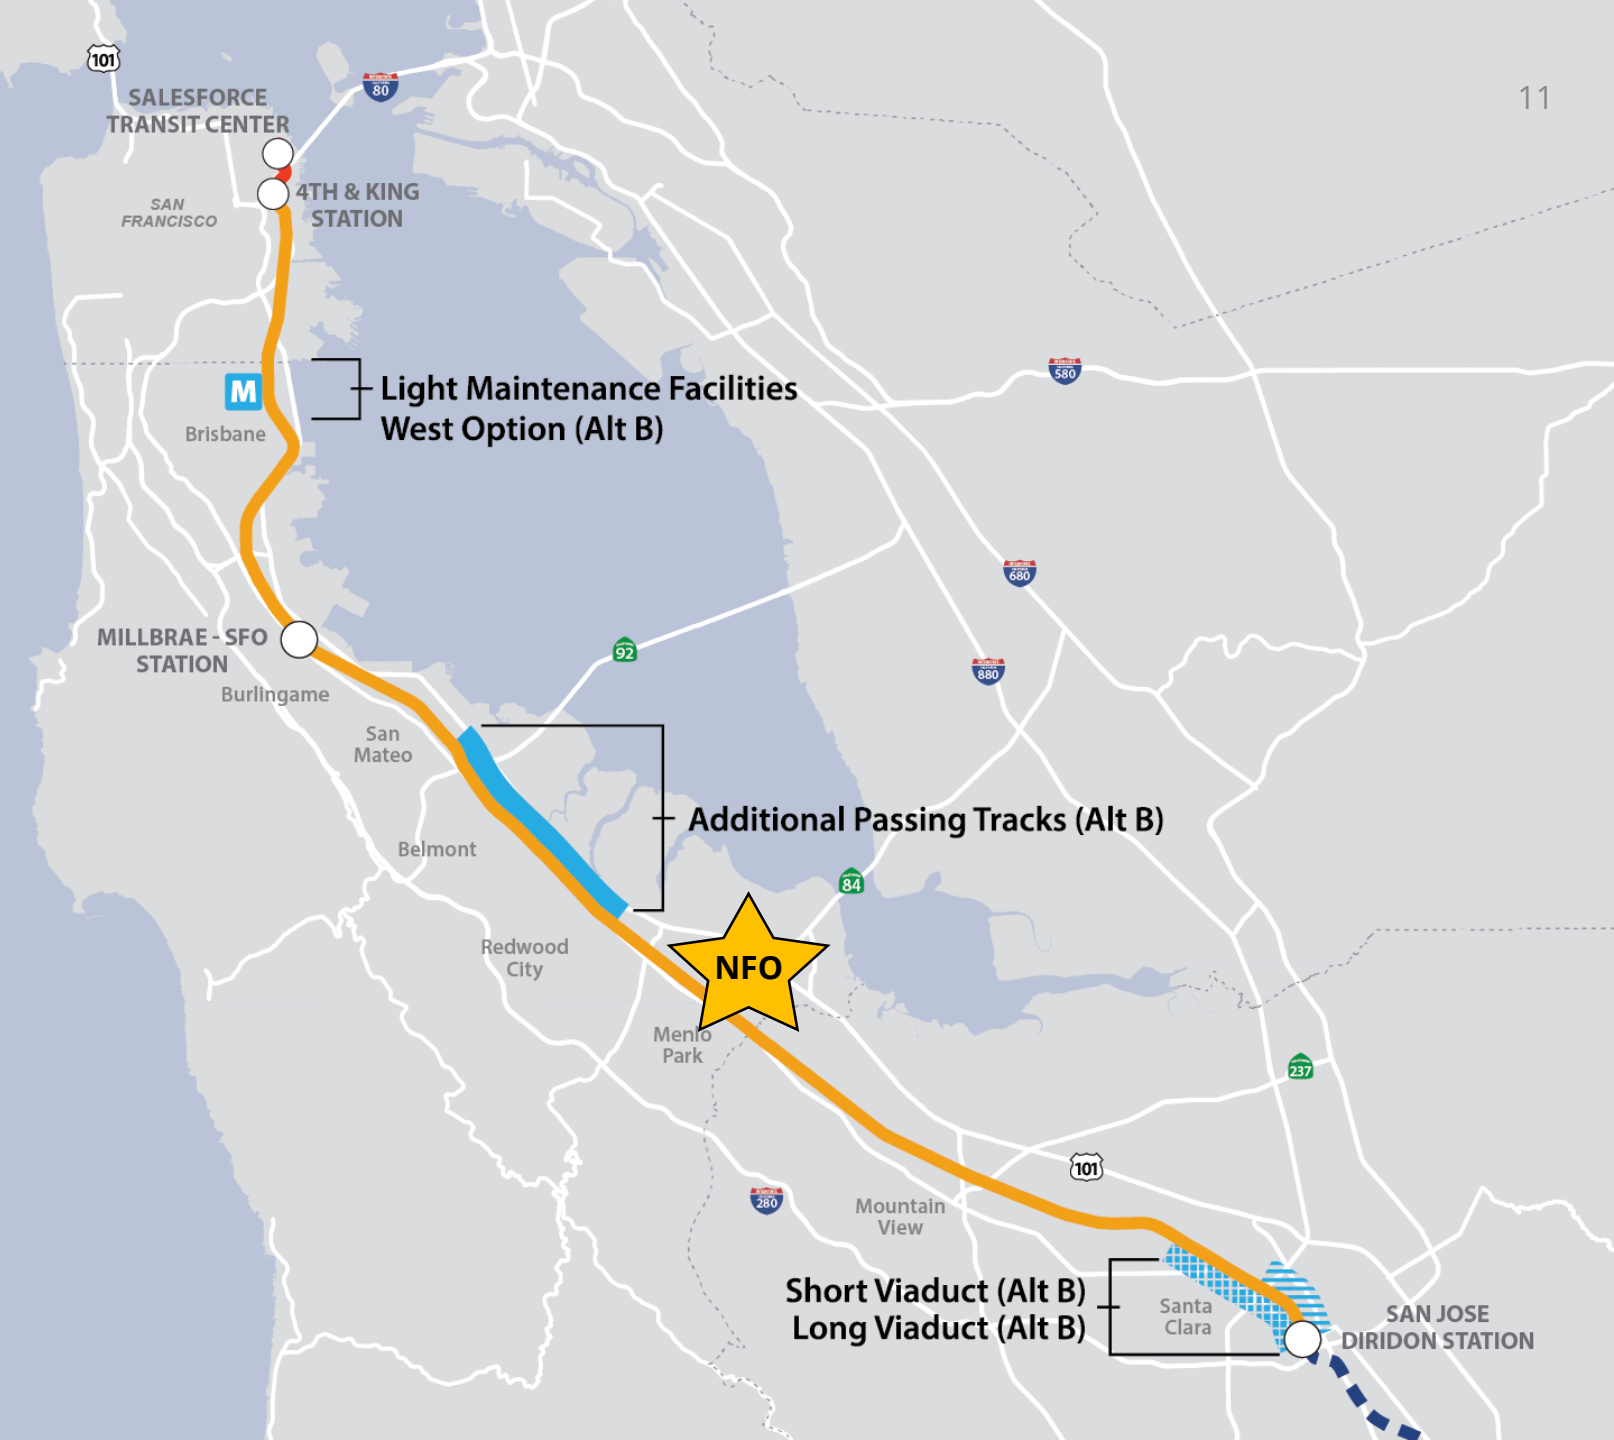 11
101
80
SALESFORCE
TRANSIT CENTER
4TH & KING
STATION
SAN
FRANCISCO
580
M
Light Maintenance Facilities
West Option (Alt B)
Brisbane
680
MILLBRAE - SFO
STATION
92
880
Burlingame
San
Mateo
Additional Passing Tracks (Alt B)
Belmont
84
Redwood
City
NFO
Menlo
Park
237
101
280
Mountain
View
Short Viaduct (Alt B)
Long Viaduct (Alt B)
Santa
Clara
SAN JOSE
DIRIDON STATION